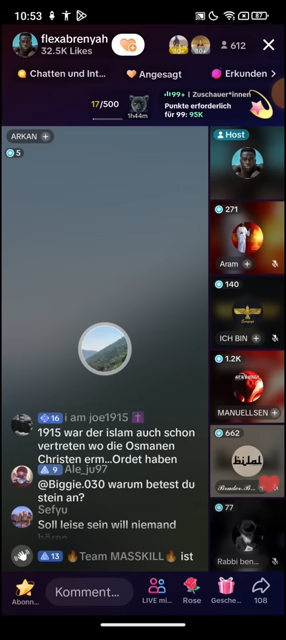 10:53
87
flexabrenyah
32.5K Likes
612
Chatten und Int...
Angesagt
Erkunden
17/500
1h44m
99+ | Zuschauer*innen
Punkte erforderlich
für 99: 95K
ARKAN +
5
Host
271
Aram +
140
ICH BIN +
1.2K
MANUELLSEN +
662
Bilal
77
Rabbi ben...
16 i am joe1915
1915 war der islam auch schon
vertreten wo die Osmanen
Christen erm...Ordet haben
9 Ale_ju97
@Biggie.030 warum betest du
stein an?
Sefyu
Soll leise sein will niemand
hören
13 Team MASSKILL ist
Abonn...
Komment...
LIVE mi...
Rose
Gesche...
108